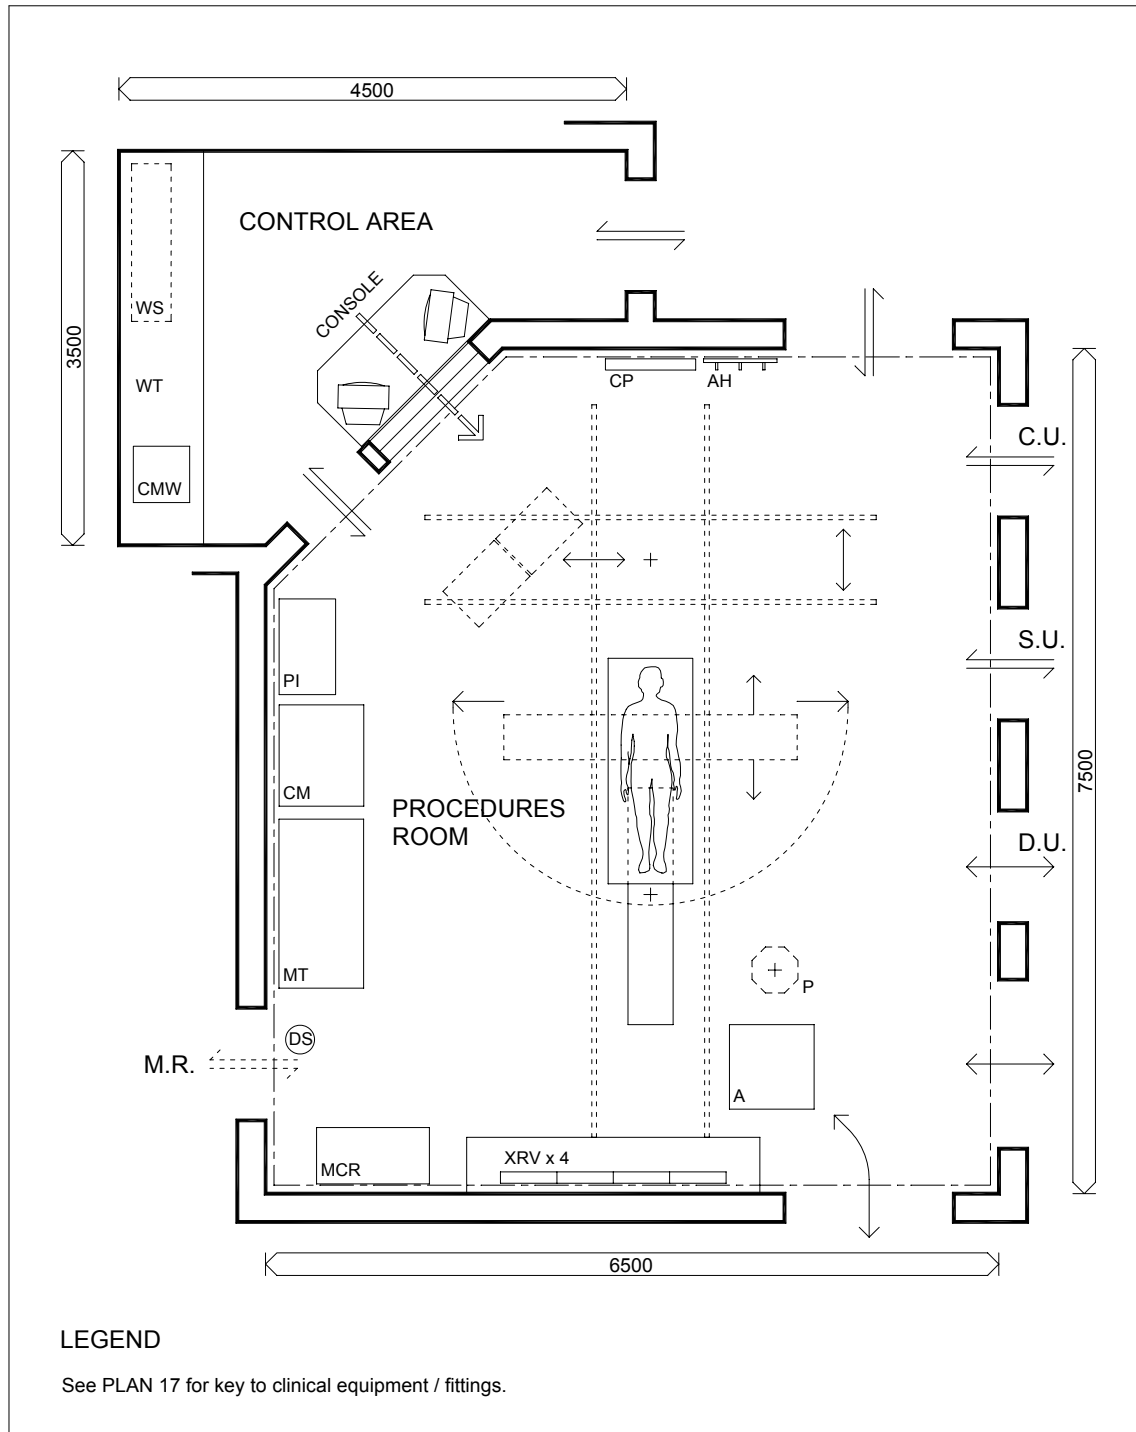 4500
CONTROL AREA
WS
CONSOLE
3500
WT
CP
AH
C.U.
CMW
S.U.
PI
7500
CM
PROCEDURES
ROOM
D.U.
MT
P
DS
M.R.
A
XRV x 4
MCR
6500
LEGEND
See PLAN 17 for key to clinical equipment / fittings.